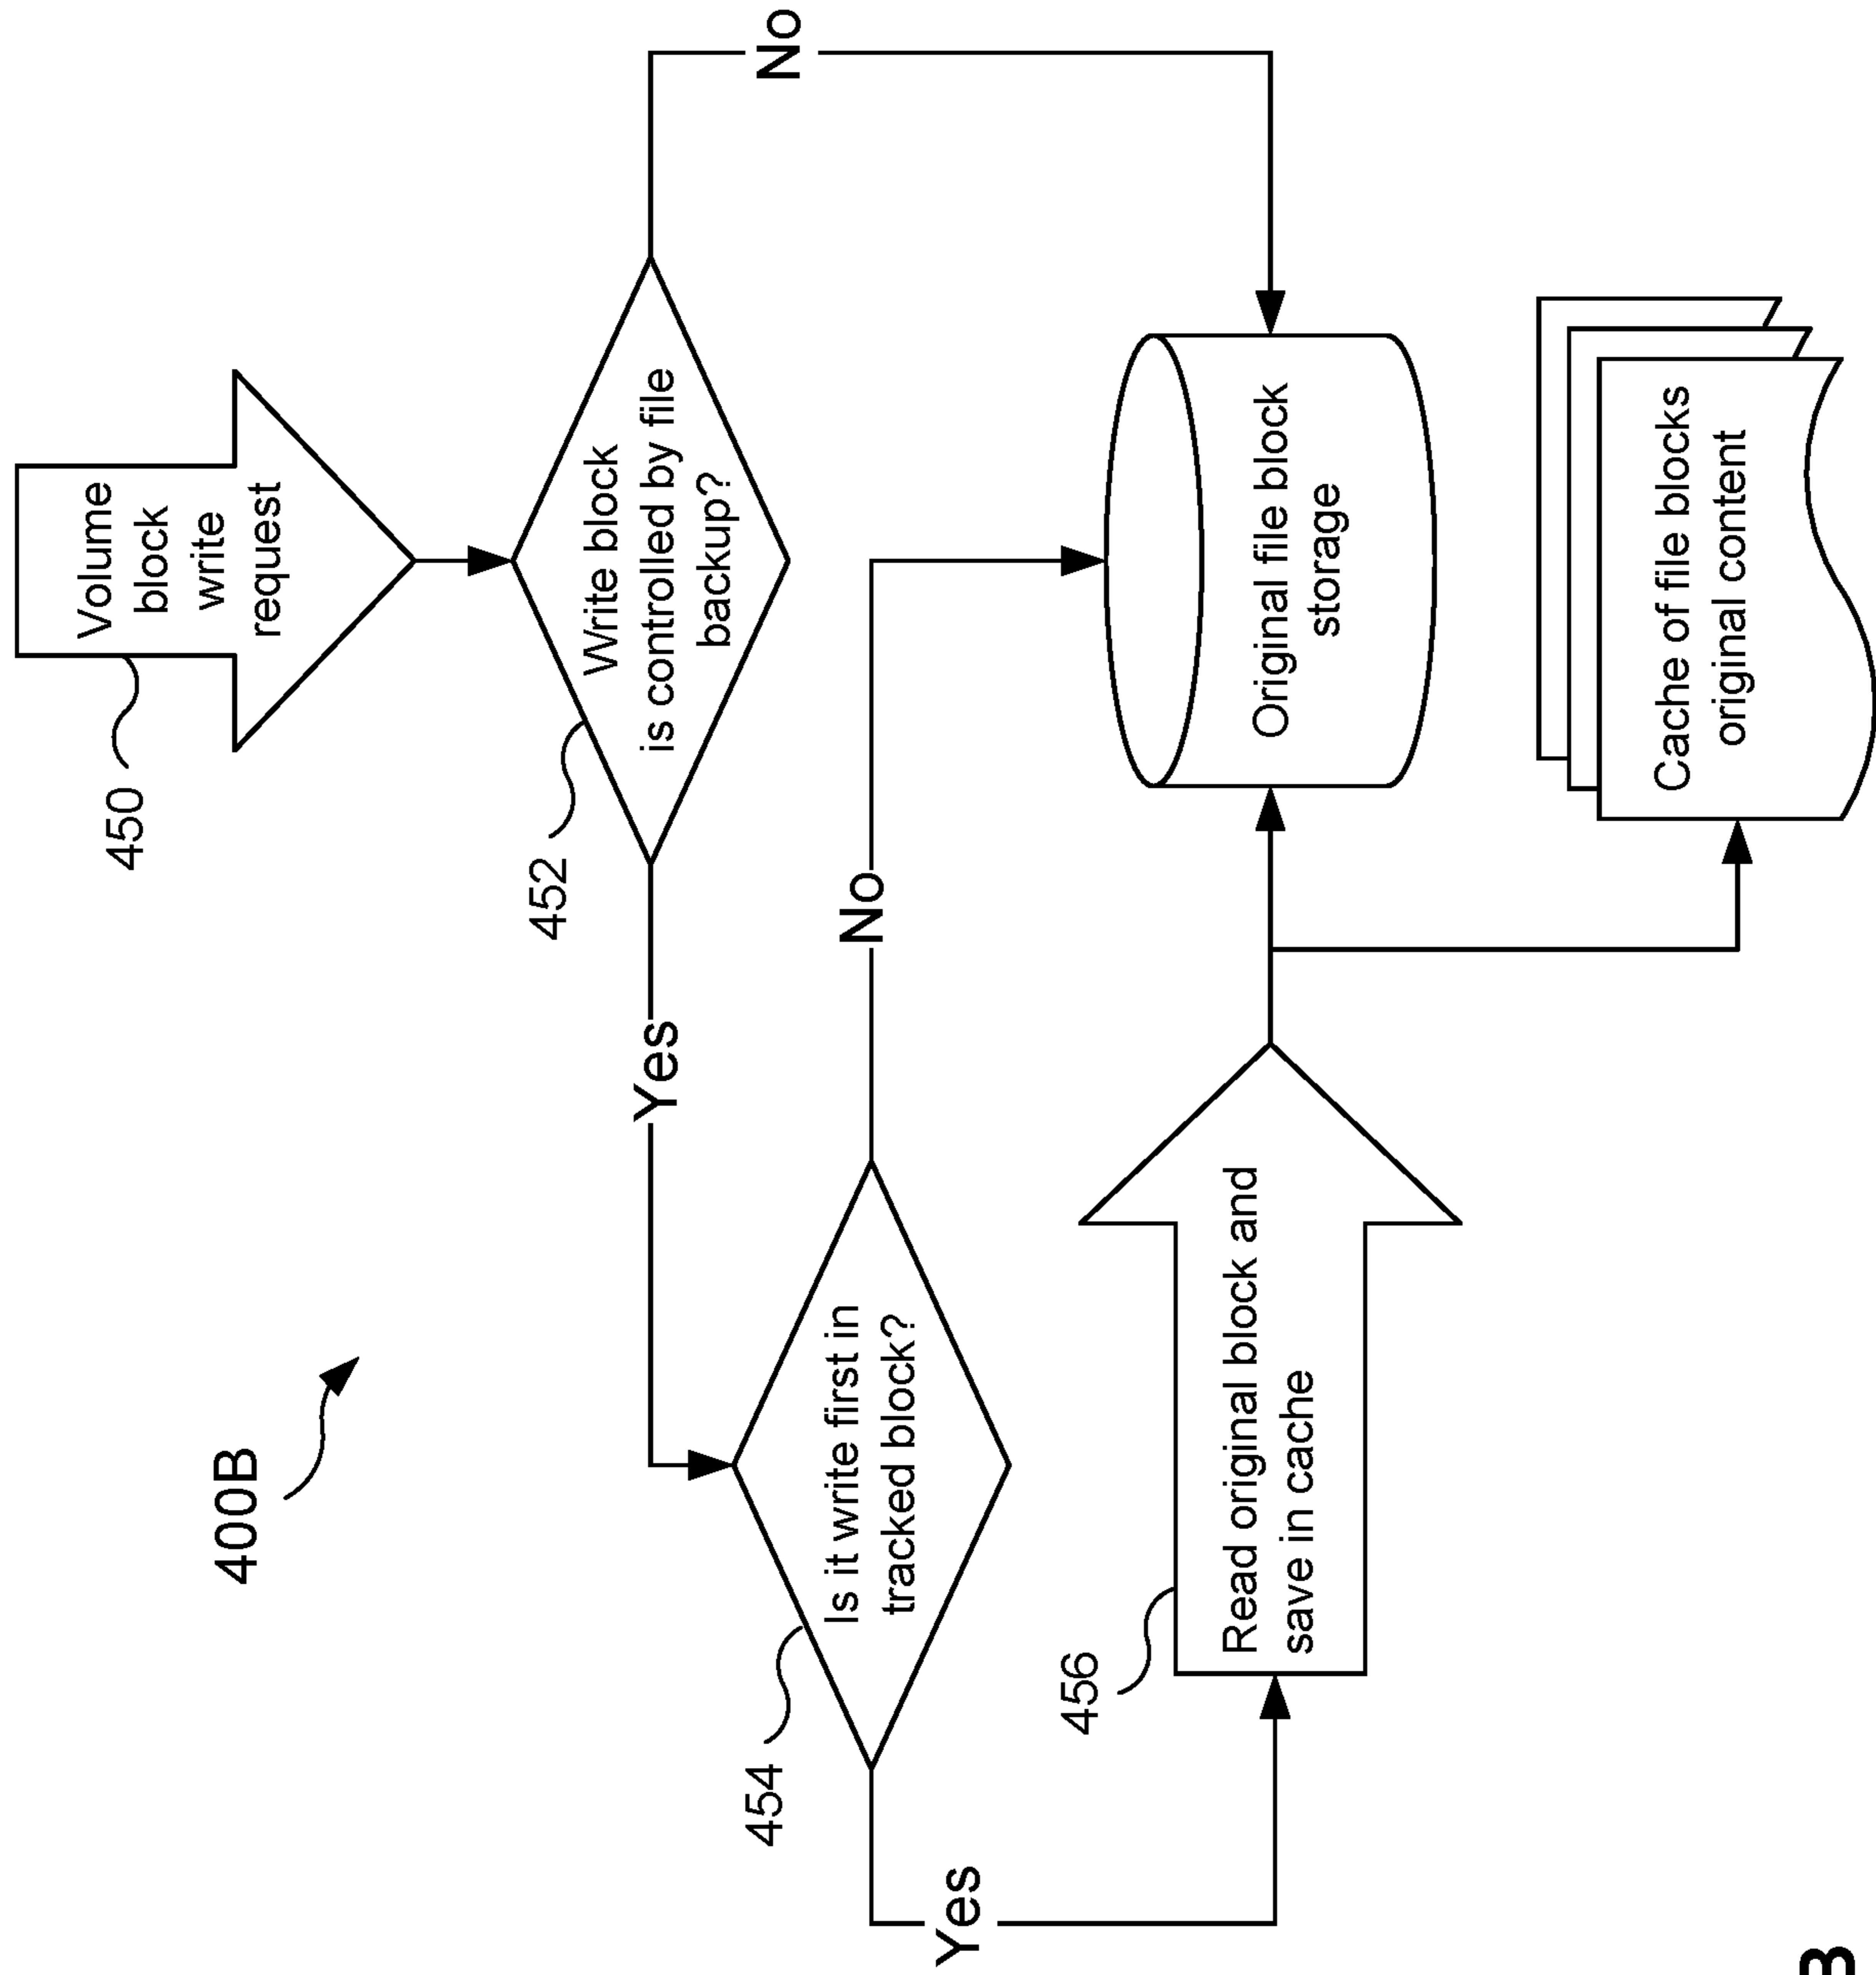 400B
450
Volume
block
write
request
452
Write block
is controlled by file
backup?
Yes
No
454
Is it write first in
tracked block?
No
Yes
456
Read original block and
save in cache
Original file block
storage
Cache of file blocks
original content
B